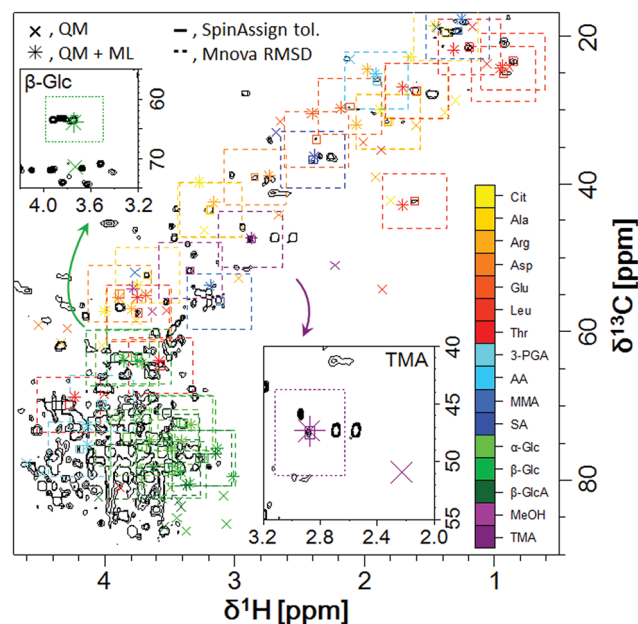 ×, QM — , SpinAssign tol.
✳, QM + ML -- , Mnova RMSD
β-Glc
60
70
4.0 3.6 3.2
20
40
60
80
δ13C [ppm]
Cit
Ala
Arg
Asp
Glu
Leu
Thr
3-PGA
AA
MMA
SA
α-Glc
β-Glc
β-GlcA
MeOH
TMA
TMA
40
45
50
55
3.2 2.8 2.4 2.0
4 3 2 1
δ1H [ppm]